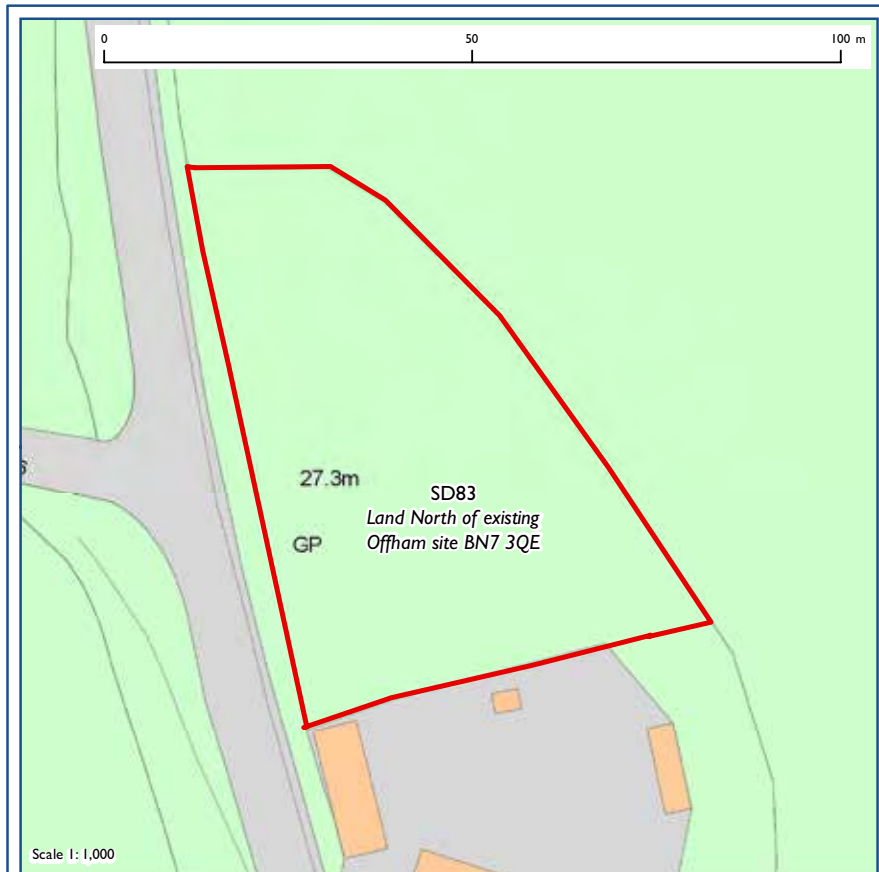 0 50 100 m
27.3m
SD83
Land North of existing
GP
Offham site BN7 3QE
Scale 1: 1,000